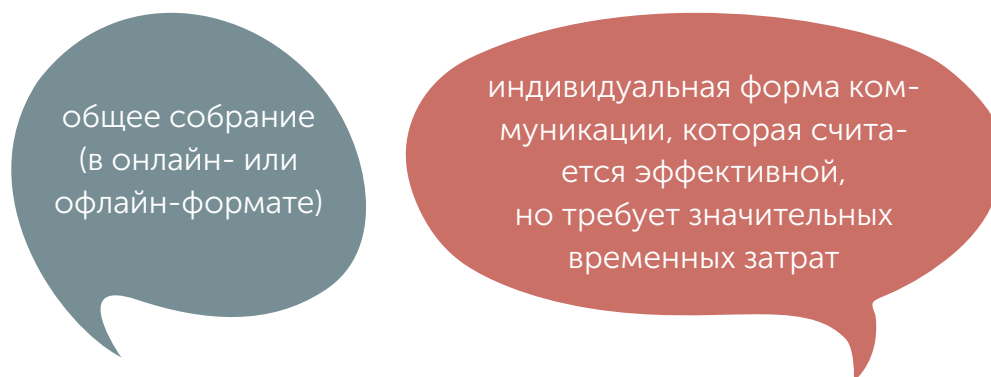 общее собрание
(в онлайн- или
офлайн-формате)
индивидуальная форма ком-
муникации, которая счита-
ется эффективной,
но требует значительных
временных затрат